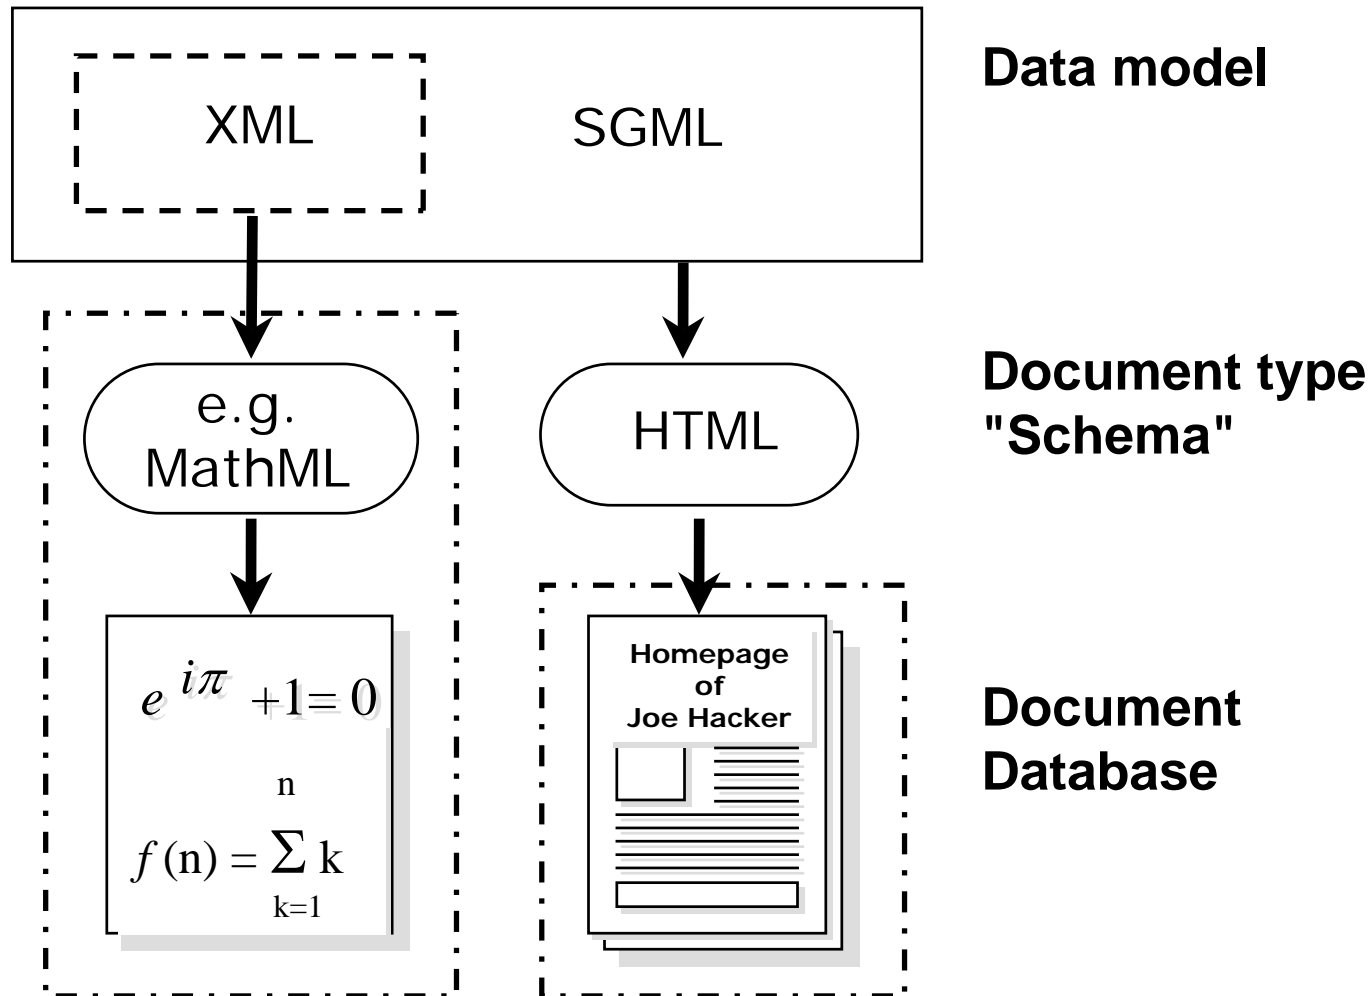 XML
SGML
Data model
e.g.
MathML
HTML
Document type
"Schema"
e^{iπ} +1= 0
n
f (n) = Σ k
k=1
Homepage
of
Joe Hacker
Document
Database